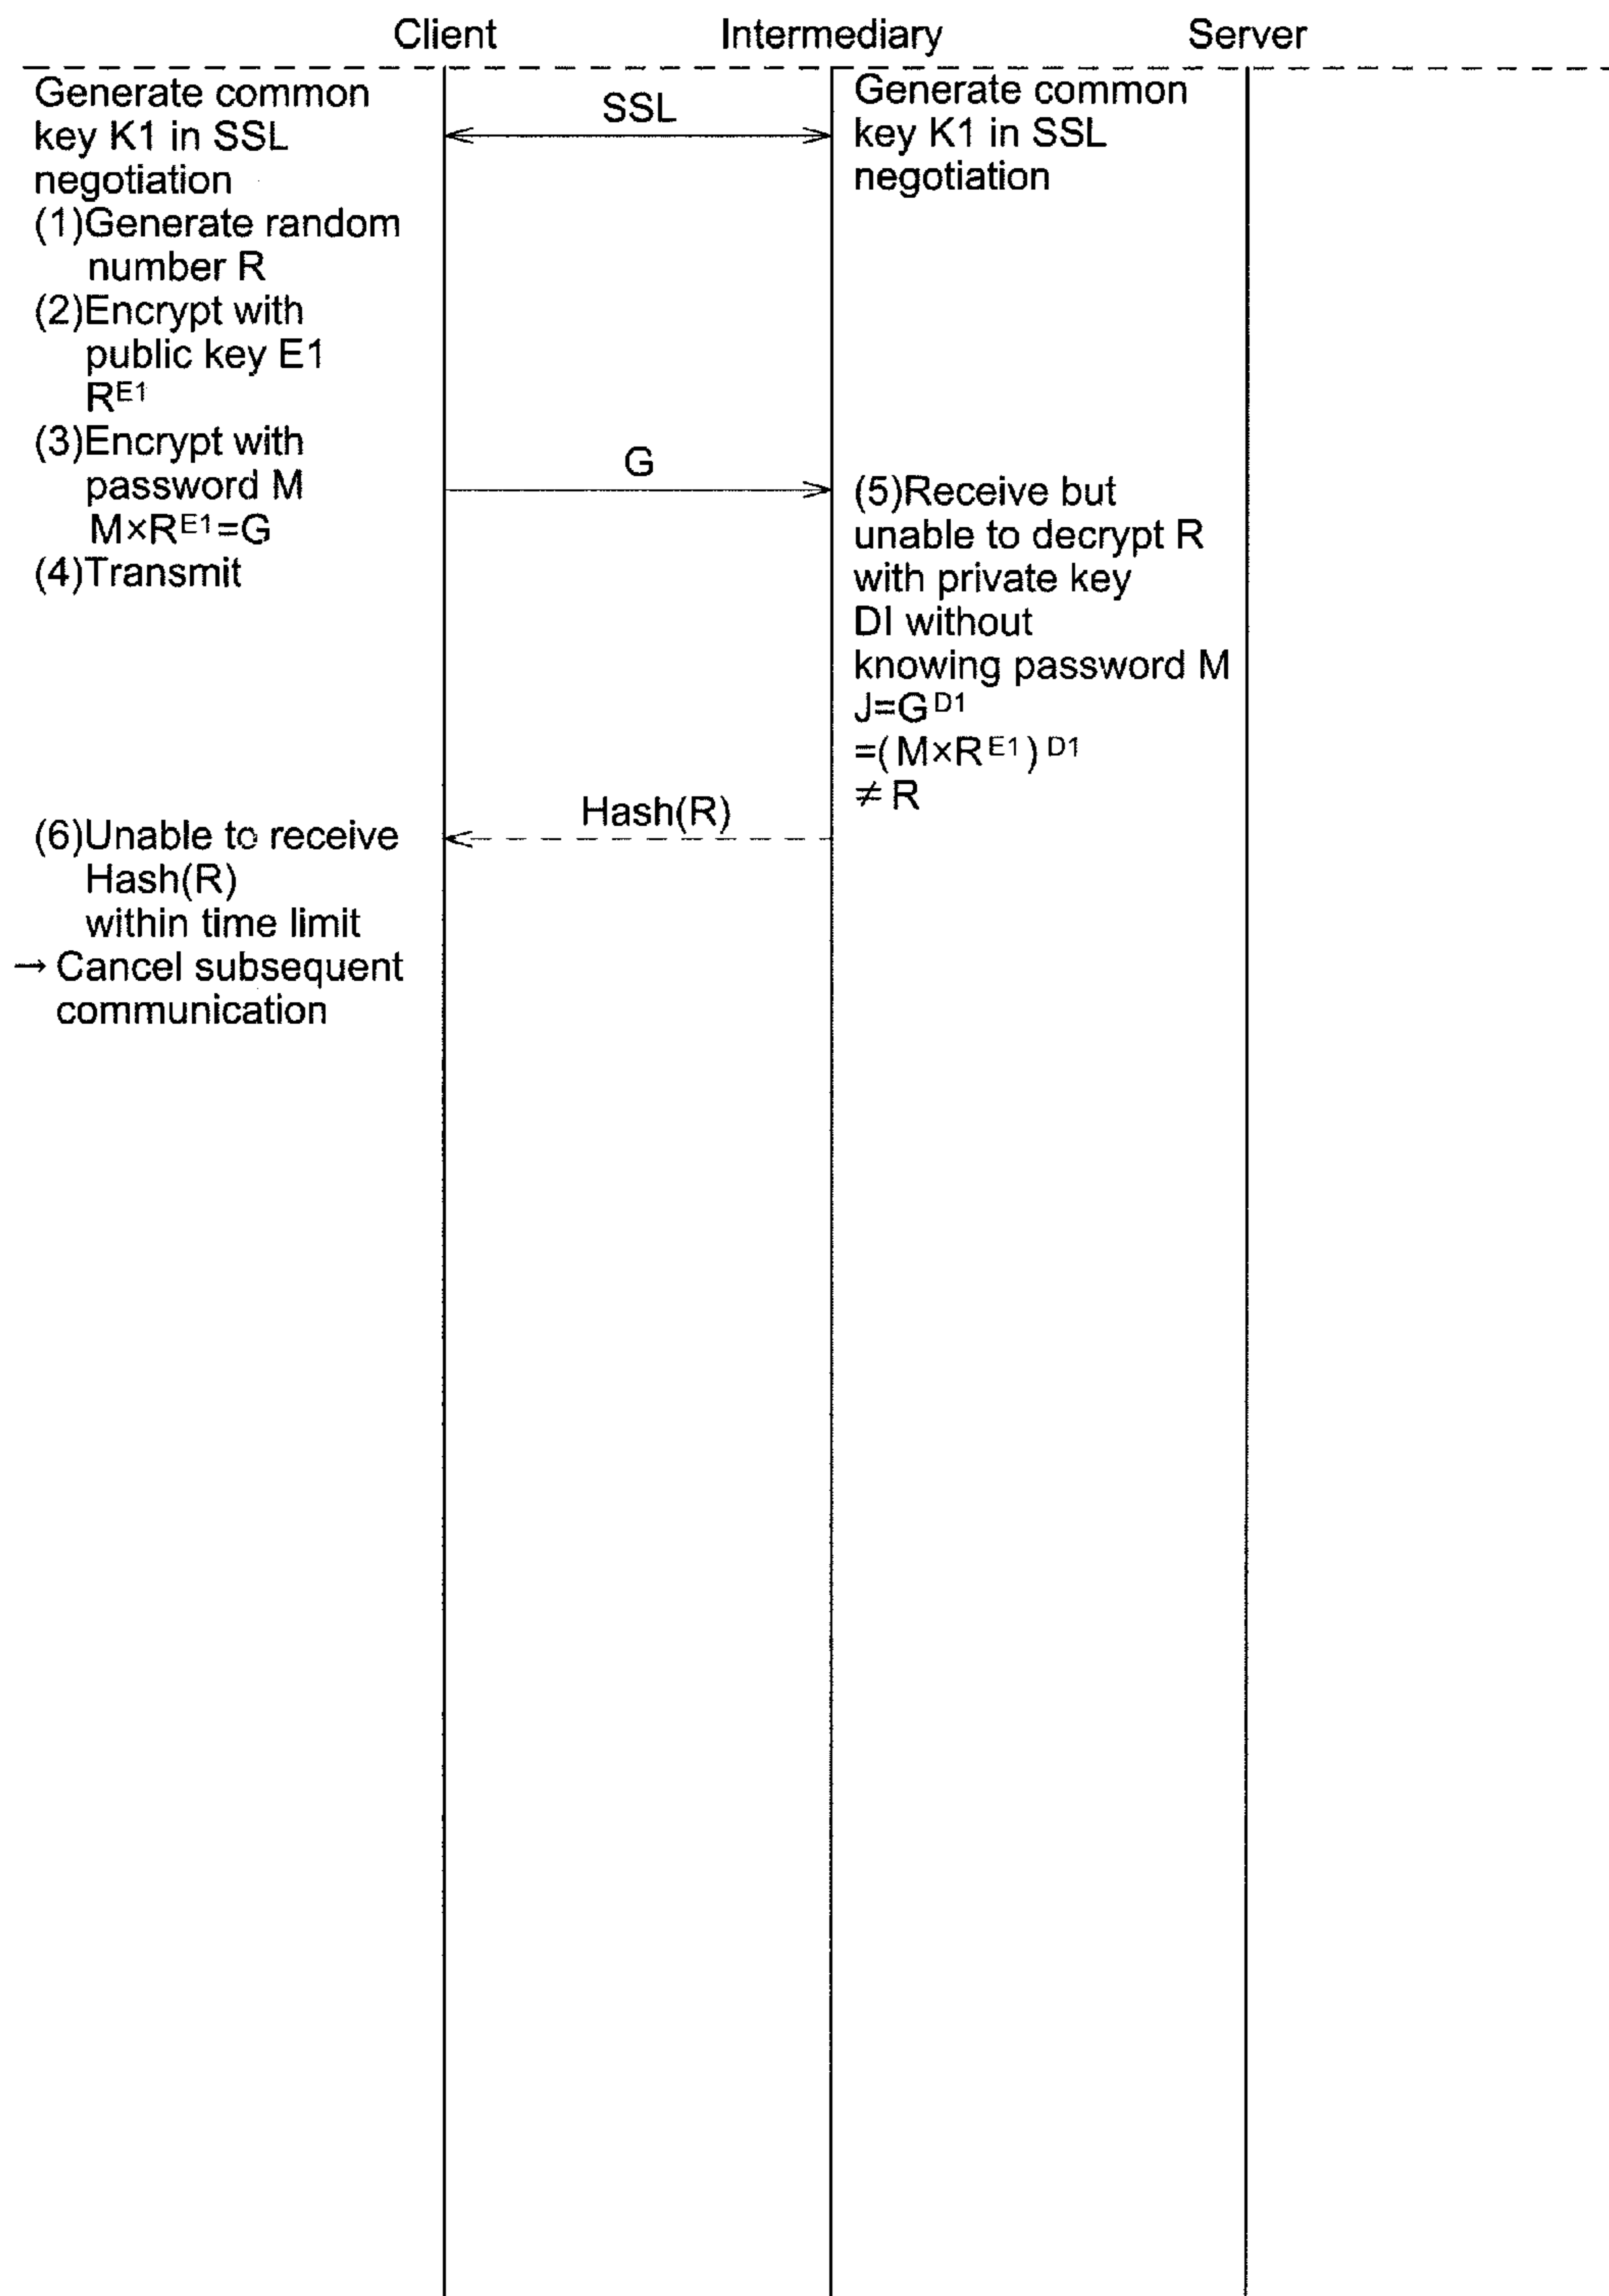 Client Intermediary Server
Generate common
key K1 in SSL
negotiation
SSL
Generate common
key K1 in SSL
negotiation
(1)Generate random
number R
(2)Encrypt with
public key E1
R^E1
(3)Encrypt with
password M
M×R^E1=G
(4)Transmit
G
(5)Receive but
unable to decrypt R
with private key
DI without
knowing password M
J=G^D1
=(M×R^E1)^D1
≠R
Hash(R)
(6)Unable to receive
Hash(R)
within time limit
→ Cancel subsequent
communication